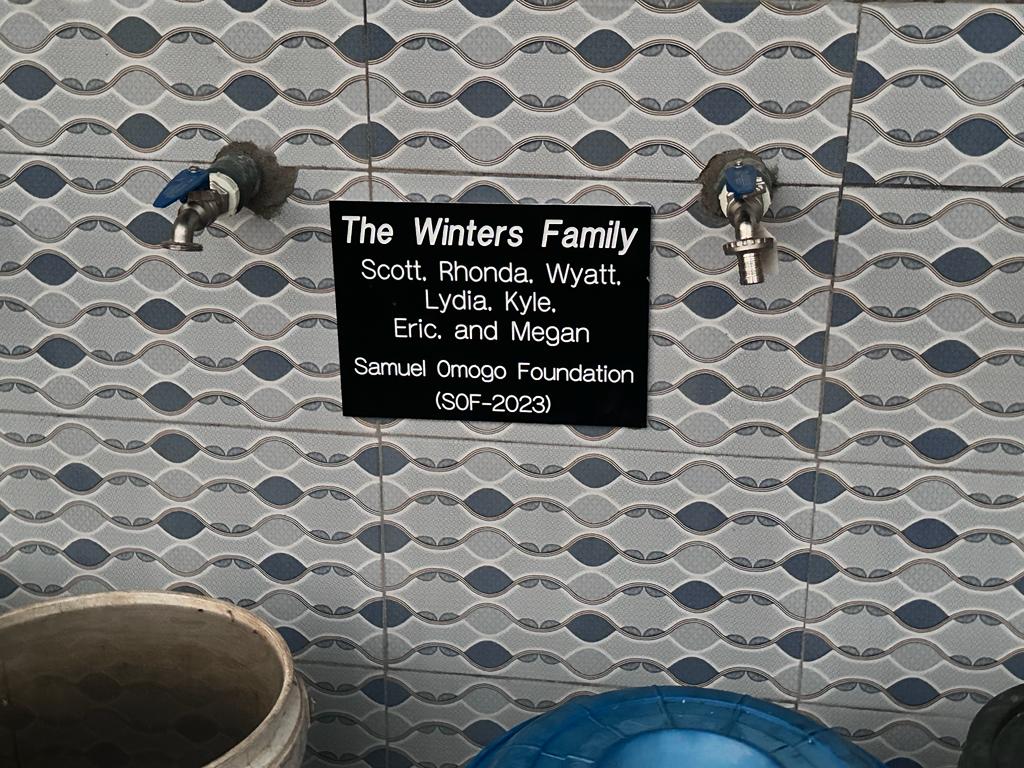 The Winters Family
Scott, Rhonda, Wyatt,
Lydia, Kyle,
Eric, and Megan
Samuel Omogo Foundation
(SOF-2023)